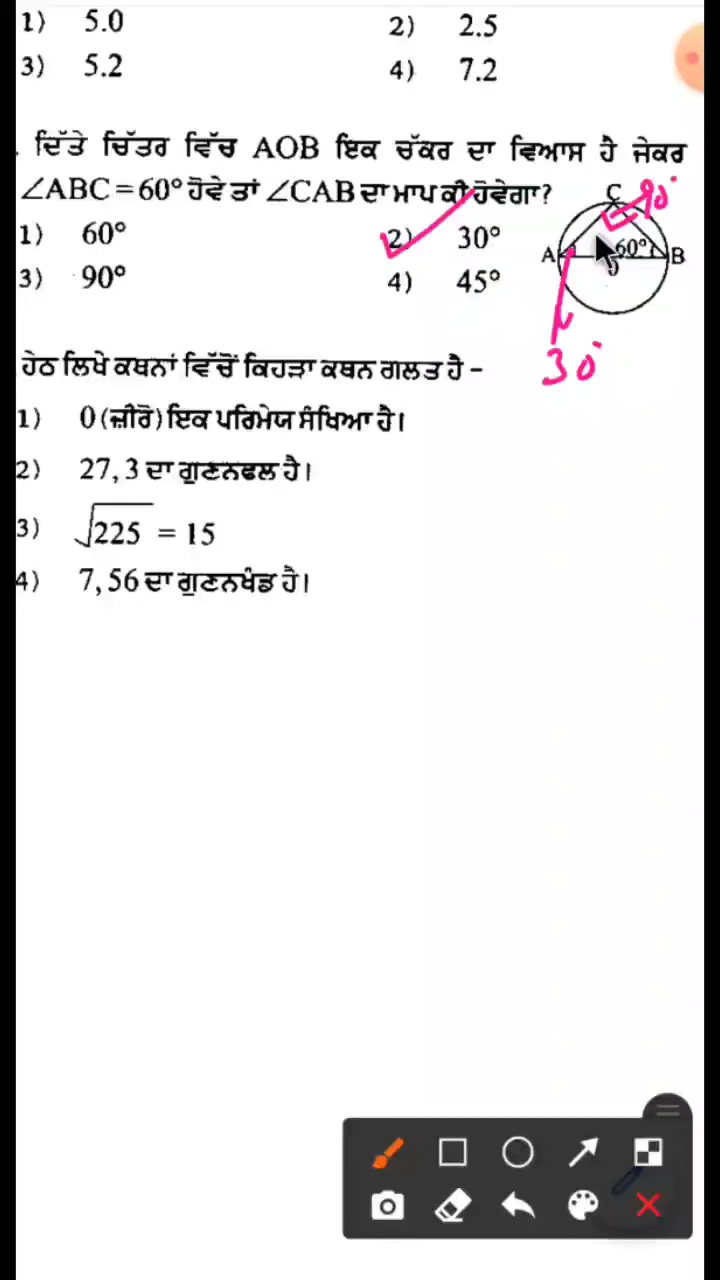 1) 5.0 2) 2.5
3) 5.2 4) 7.2
. ਦਿੱਤੇ ਚਿੱਤਰ ਵਿੱਚ AOB ਇਕ ਚੱਕਰ ਦਾ ਵਿਆਸ ਹੈ ਜੇਕਰ
∠ABC = 60° ਹੋਵੇ ਤਾਂ ∠CAB ਦਾ ਮਾਪ ਕੀ ਹੋਵੇਗਾ?
C 90°
1) 60° 2) 30°
A 60° B
O
3) 90° 4) 45°
30°
ਹੇਠ ਲਿਖੇ ਕਥਨਾਂ ਵਿੱਚੋਂ ਕਿਹੜਾ ਕਥਨ ਗਲਤ ਹੈ -
1) 0 (ਜ਼ੀਰੋ) ਇਕ ਪਰਿਮੇਯ ਸੰਖਿਆ ਹੈ।
2) 27, 3 ਦਾ ਗੁਣਨਫਲ ਹੈ।
3) √225 = 15
4) 7, 56 ਦਾ ਗੁਣਨਖੰਡ ਹੈ।